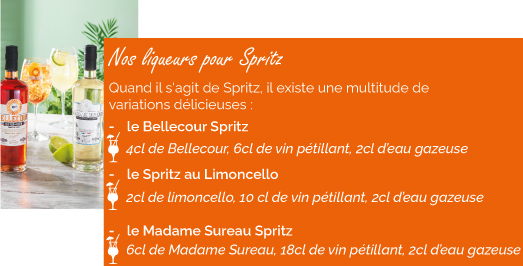 Nos liqueurs pour Spritz
Quand il s'agit de Spritz, il existe une multitude de
variations délicieuses :
- le Bellecour Spritz
4cl de Bellecour, 6cl de vin pétillant, 2cl d'eau gazeuse
- le Spritz au Limoncello
2cl de limoncello, 10 cl de vin pétillant, 2cl d'eau gazeuse
- le Madame Sureau Spritz
6cl de Madame Sureau, 18cl de vin pétillant, 2cl d'eau gazeuse